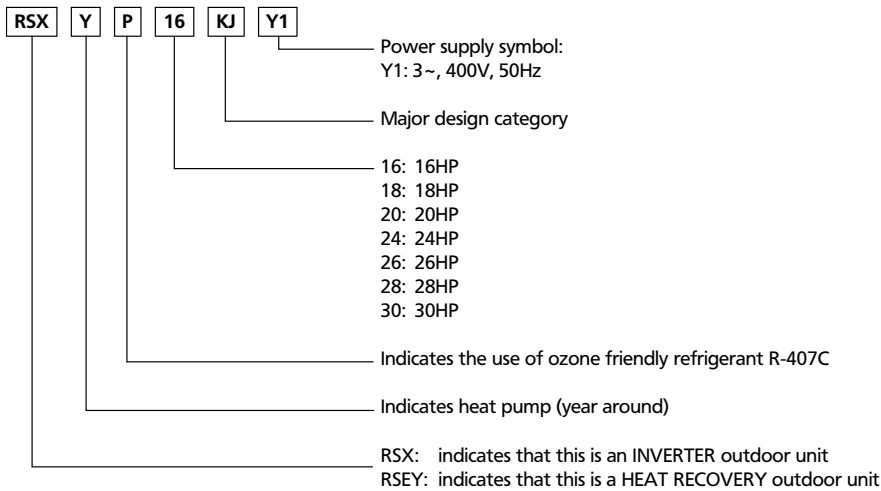 RSX Y P 16 KJ Y1
Power supply symbol:
Y1: 3~, 400V, 50Hz
Major design category
16: 16HP
18: 18HP
20: 20HP
24: 24HP
26: 26HP
28: 28HP
30: 30HP
Indicates the use of ozone friendly refrigerant R-407C
Indicates heat pump (year around)
RSX: indicates that this is an INVERTER outdoor unit
RSEY: indicates that this is a HEAT RECOVERY outdoor unit